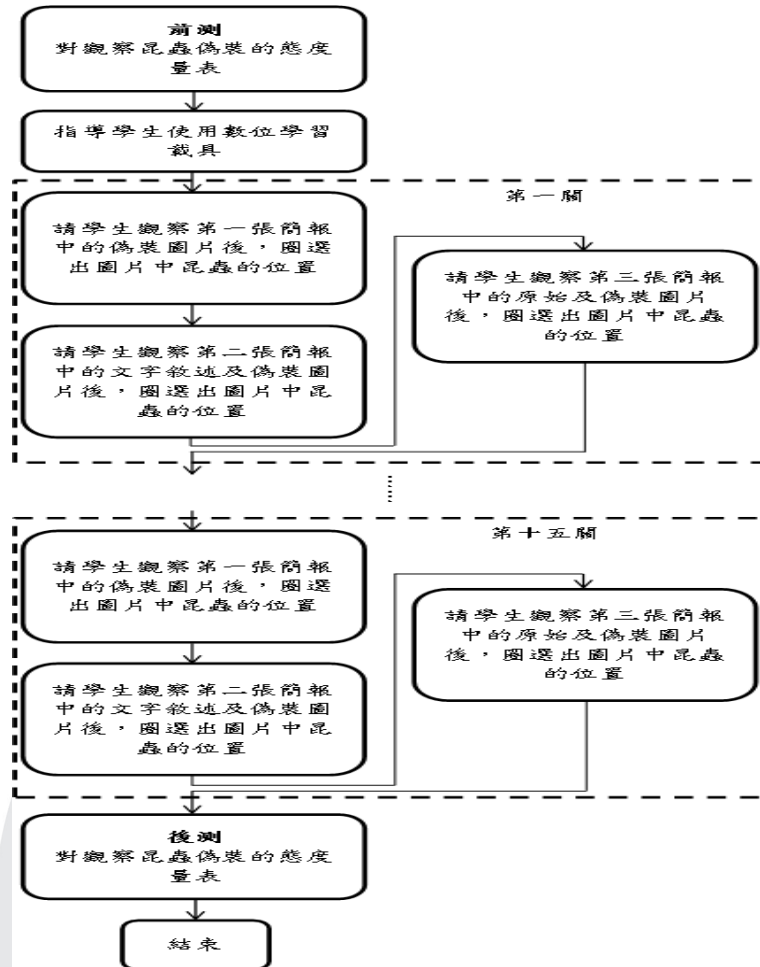 前測
對觀察昆蟲偽裝的態度
量表
指導學生使用數位學習
載具
第一關
請學生觀察第一張簡報
中的偽裝圖片後，圈選
出圖片中昆蟲的位置
請學生觀察第二張簡報
中的文字敘述及偽裝圖
片後，圈選出圖片中昆
蟲的位置
請學生觀察第三張簡報
中的原始及偽裝圖片
後，圈選出圖片中昆蟲
的位置
第十五關
請學生觀察第一張簡報
中的偽裝圖片後，圈選
出圖片中昆蟲的位置
請學生觀察第二張簡報
中的文字敘述及偽裝圖
片後，圈選出圖片中昆
蟲的位置
請學生觀察第三張簡報
中的原始及偽裝圖片
後，圈選出圖片中昆蟲
的位置
後測
對觀察昆蟲偽裝的態度
量表
結束